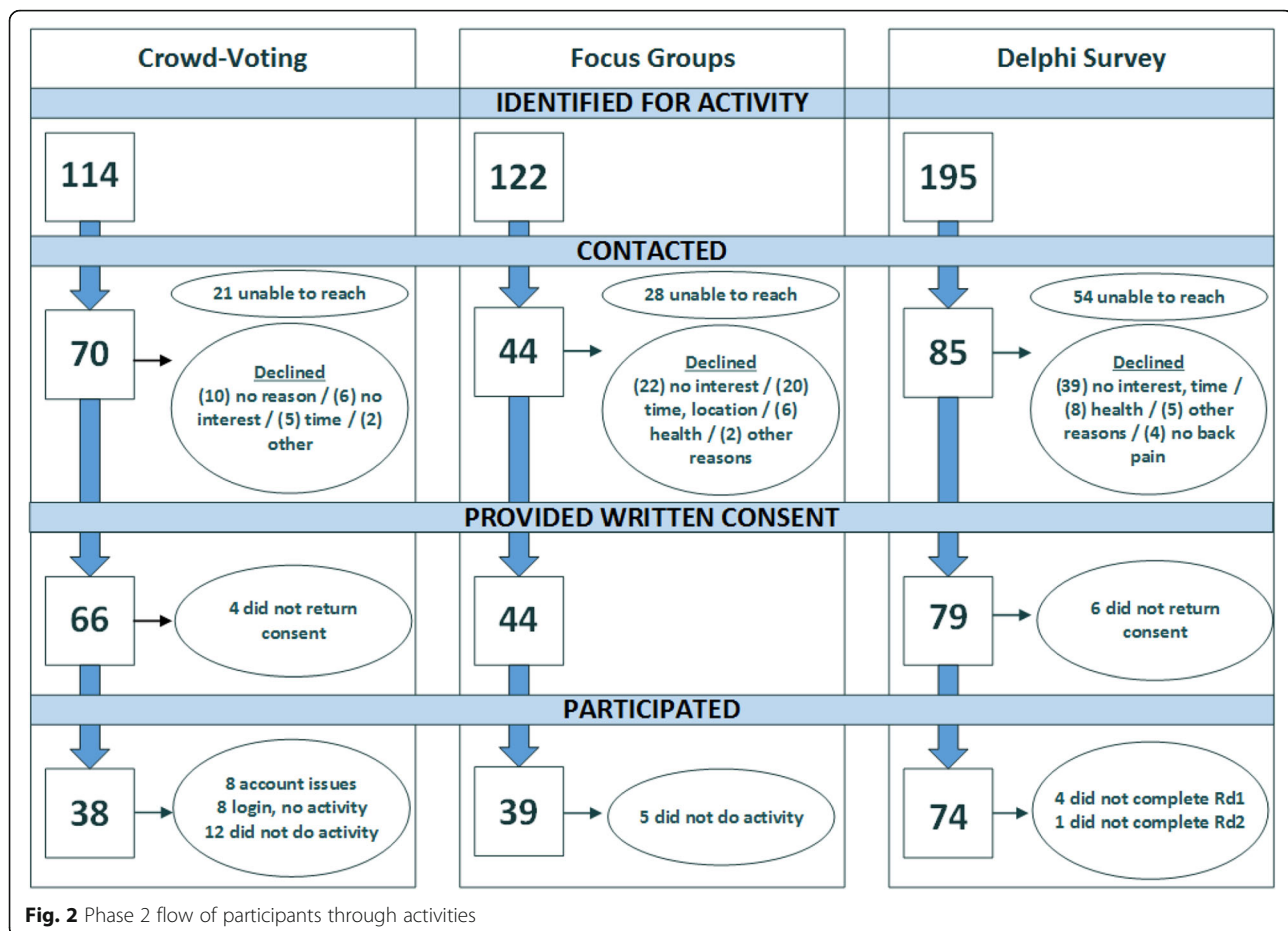 Crowd-Voting
Focus Groups
Delphi Survey
IDENTIFIED FOR ACTIVITY
114
122
195
CONTACTED
70
21 unable to reach
Declined
(10) no reason / (6) no
interest / (5) time / (2)
other
44
28 unable to reach
Declined
(22) no interest / (20)
time, location / (6)
health / (2) other
reasons
85
54 unable to reach
Declined
(39) no interest, time /
(8) health / (5) other
reasons / (4) no back
pain
PROVIDED WRITTEN CONSENT
66
4 did not return
consent
44
79
6 did not return
consent
PARTICIPATED
38
8 account issues
8 login, no activity
12 did not do activity
39
5 did not do activity
74
4 did not complete Rd1
1 did not complete Rd2
Fig. 2 Phase 2 flow of participants through activities